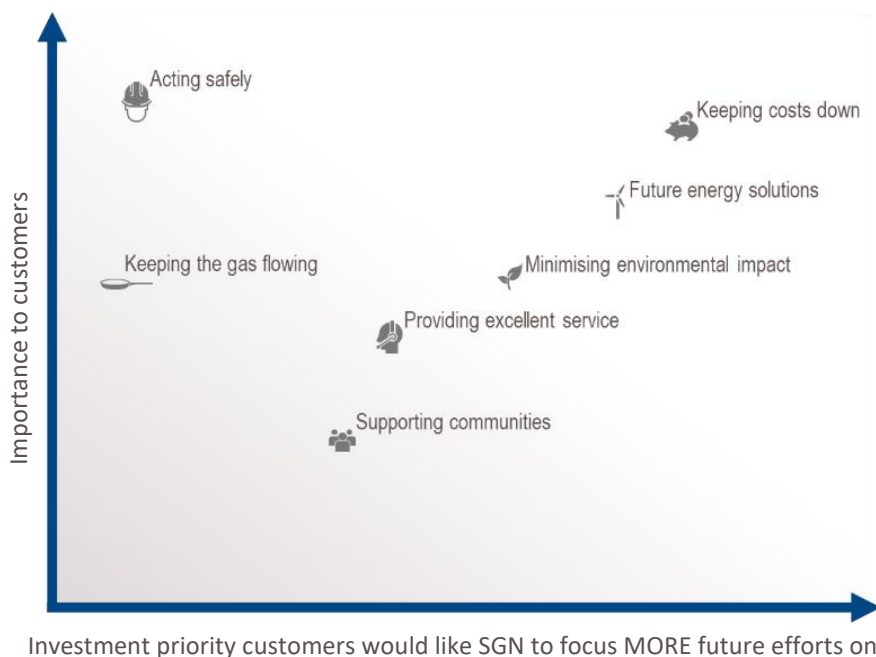 Acting safely
Keeping costs down
Future energy solutions
Keeping the gas flowing
Minimising environmental impact
Providing excellent service
Supporting communities
Importance to customers
Investment priority customers would like SGN to focus MORE future efforts on